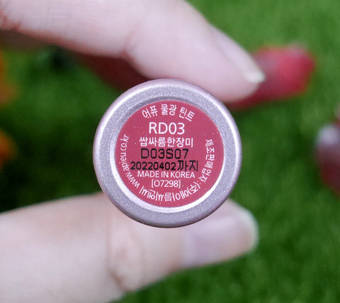 어퓨 물광 틴트
RD03
쌉싸름한장미
D03S07
20220402까지
MADE IN KOREA
[O7298]